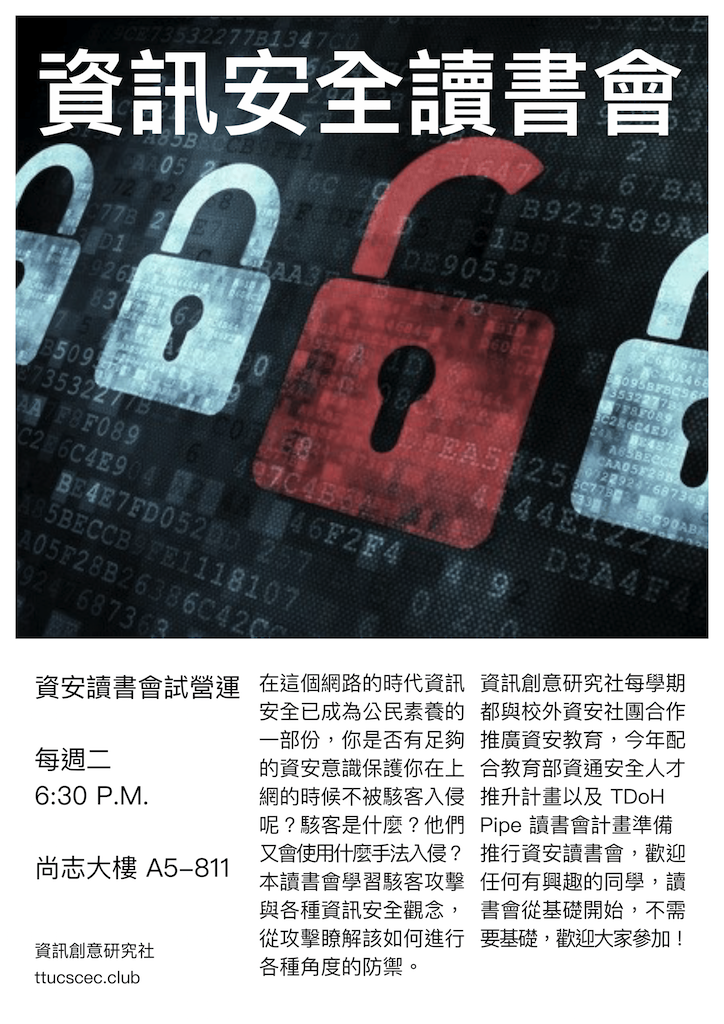 資訊安全讀書會
資安讀書會試營運
每週二
6:30 P.M.
尚志大樓 A5–811
資訊創意研究社
ttucscec.club
在這個網路的時代資訊
安全已成為公民素養的
一部份，你是否有足夠
的資安意識保護你在上
網的時候不被駭客入侵
呢？駭客是什麼？他們
又會使用什麼手法入侵？
本讀書會學習駭客攻擊
與各種資訊安全觀念，
從攻擊瞭解該如何進行
各種角度的防禦。
資訊創意研究社每學期
都與校外資安社團合作
推廣資安教育，今年配
合教育部資通安全人才
推升計畫以及 TDoH
Pipe 讀書會計畫準備
推行資安讀書會，歡迎
任何有興趣的同學，讀
書會從基礎開始，不需
要基礎，歡迎大家參加！